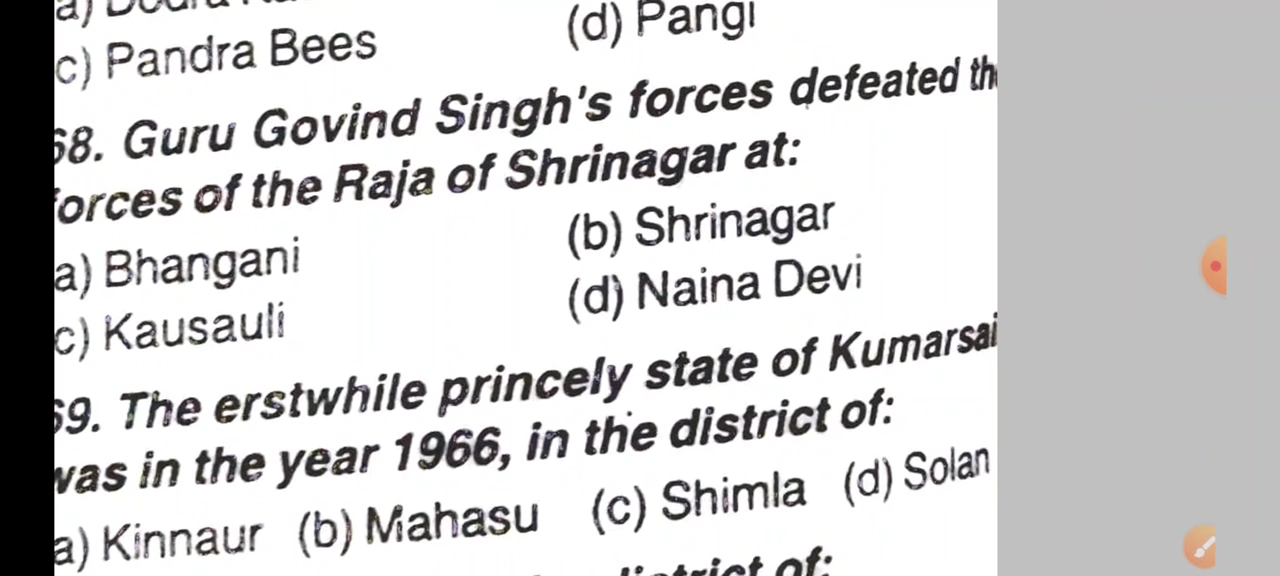 c) Pandra Bees (d) Pangi
68. Guru Govind Singh's forces defeated th
forces of the Raja of Shrinagar at:
a) Bhangani (b) Shrinagar
c) Kausauli (d) Naina Devi
69. The erstwhile princely state of Kumarsai
was in the year 1966, in the district of:
a) Kinnaur (b) Mahasu (c) Shimla (d) Solan
district of: